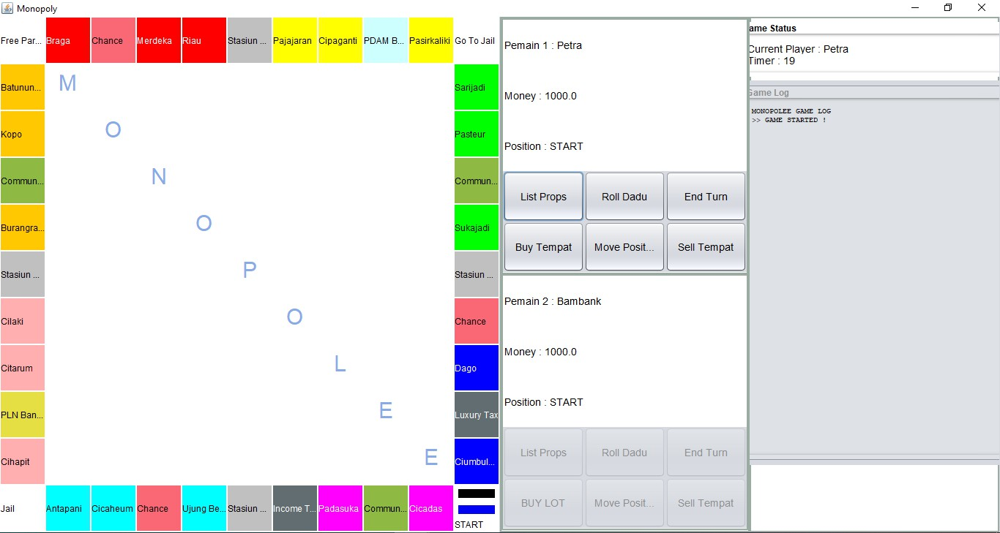 Monopoly
Free Par...
Braga
Chance
Merdeka
Riau
Stasiun ...
Pajajaran
Cipaganti
PDAM B...
Pasirkaliki
Go To Jail
Batunun...
Kopo
Commun...
Burangra...
Stasiun ...
Cilaki
Citarum
PLN Ban...
Cihapit
M
O
N
O
P
O
L
E
E
Sarijadi
Pasteur
Commun...
Sukajadi
Stasiun ...
Chance
Dago
Luxury Tax
Ciumbul...
Jail
Antapani
Cicaheum
Chance
Ujung Be...
Stasiun ...
Income T...
Padasuka
Commun...
Cicadas
START
Pemain 1 : Petra
Money : 1000.0
Position : START
List Props
Roll Dadu
End Turn
Buy Tempat
Move Posit...
Sell Tempat
Pemain 2 : Bambank
Money : 1000.0
Position : START
List Props
Roll Dadu
End Turn
BUY LOT
Move Posit...
Sell Tempat
ame Status
Current Player : Petra
Timer : 19
Game Log
MONOPOLEE GAME LOG
>> GAME STARTED !